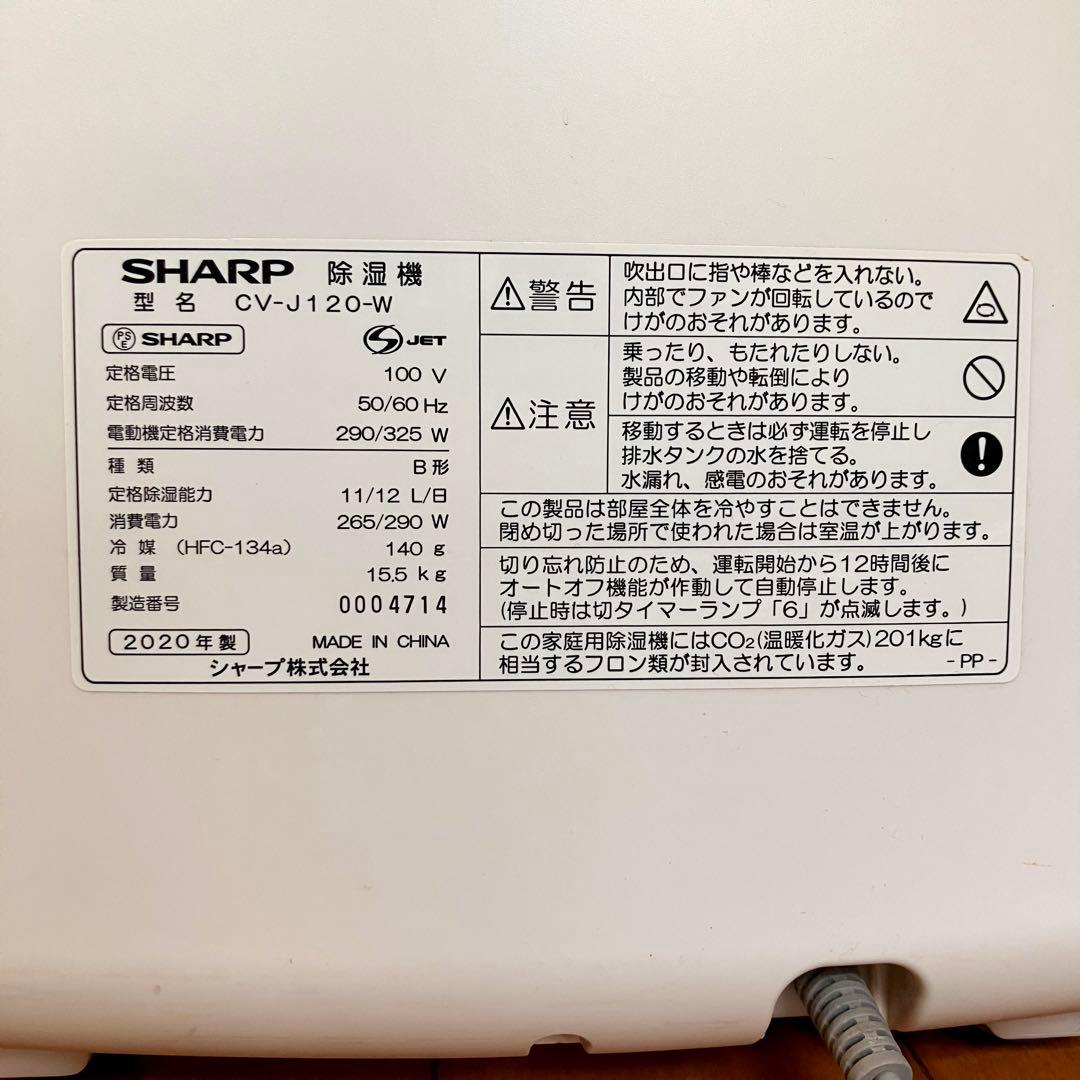 SHARP 除湿機
型名 CV-J120-W
PSE SHARP S JET
定格電圧 100 V
定格周波数 50/60 Hz
電動機定格消費電力 290/325 W
種類 B形
定格除湿能力 11/12 L/日
消費電力 265/290 W
冷媒 (HFC-134a) 140 g
質量 15.5 kg
製造番号 0004714
2020年製 MADE IN CHINA
シャープ株式会社
警告
吹出口に指や棒などを入れない。
内部でファンが回転しているので
けがのおそれがあります。
注意
乗ったり、もたれたりしない。
製品の移動や転倒により
けがのおそれがあります。
移動するときは必ず運転を停止し
排水タンクの水を捨てる。
水漏れ、感電のおそれがあります。
この製品は部屋全体を冷やすことはできません。
閉め切った場所で使われた場合は室温が上がります。
切り忘れ防止のため、運転開始から12時間後に
オートオフ機能が作動して自動停止します。
(停止時は切タイマーランプ「6」が点滅します。)
この家庭用除湿機にはCO₂(温暖化ガス)201kgに
相当するフロン類が封入されています。 -PP-